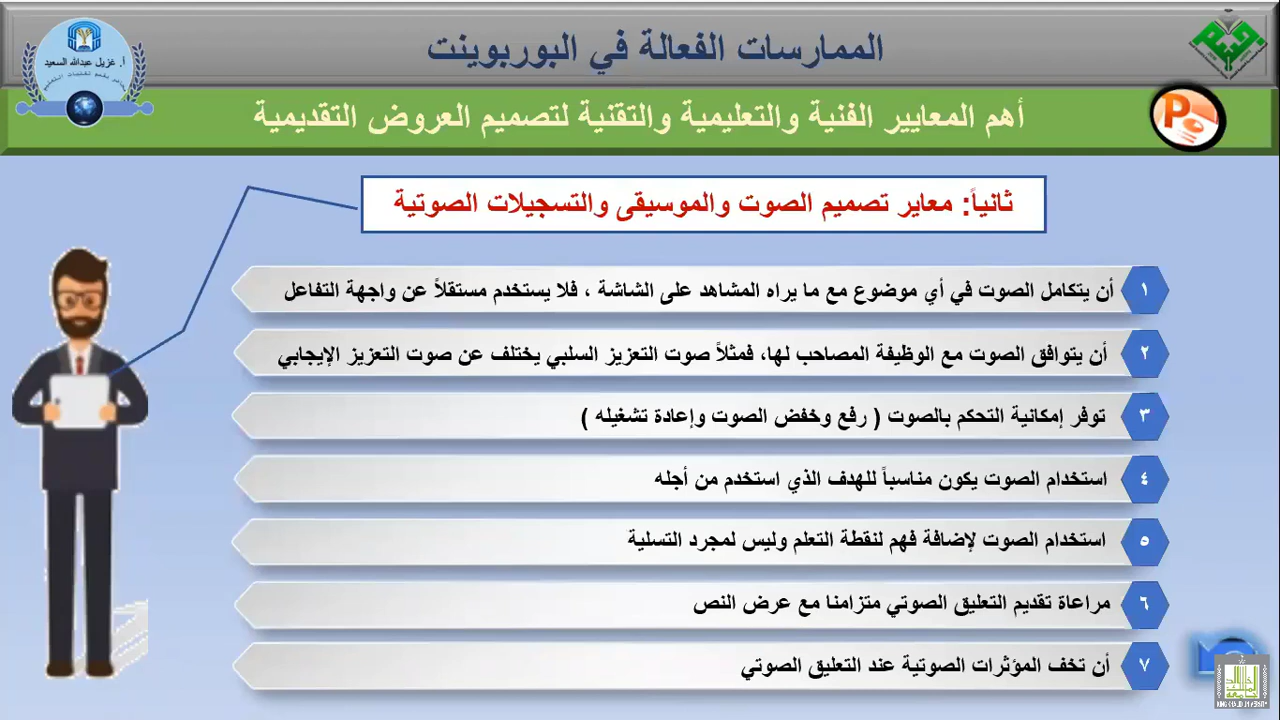 الممارسات الفعالة في البوربوينت
أ. غزيل عبدالله السعيد
أهم المعايير الفنية والتعليمية والتقنية لتصميم العروض التقديمية
P
ثانياً: معاير تصميم الصوت والموسيقى والتسجيلات الصوتية
١ أن يتكامل الصوت في أي موضوع مع ما يراه المشاهد على الشاشة ، فلا يستخدم مستقلاً عن واجهة التفاعل
٢ أن يتوافق الصوت مع الوظيفة المصاحب لها، فمثلاً صوت التعزيز السلبي يختلف عن صوت التعزيز الإيجابي
٣ توفر إمكانية التحكم بالصوت ( رفع وخفض الصوت وإعادة تشغيله )
٤ استخدام الصوت يكون مناسباً للهدف الذي استخدم من أجله
٥ استخدام الصوت لإضافة فهم لنقطة التعلم وليس لمجرد التسلية
٦ مراعاة تقديم التعليق الصوتي متزامنا مع عرض النص
٧ أن تخف المؤثرات الصوتية عند التعليق الصوتي
KING KHALID UNIVERSITY